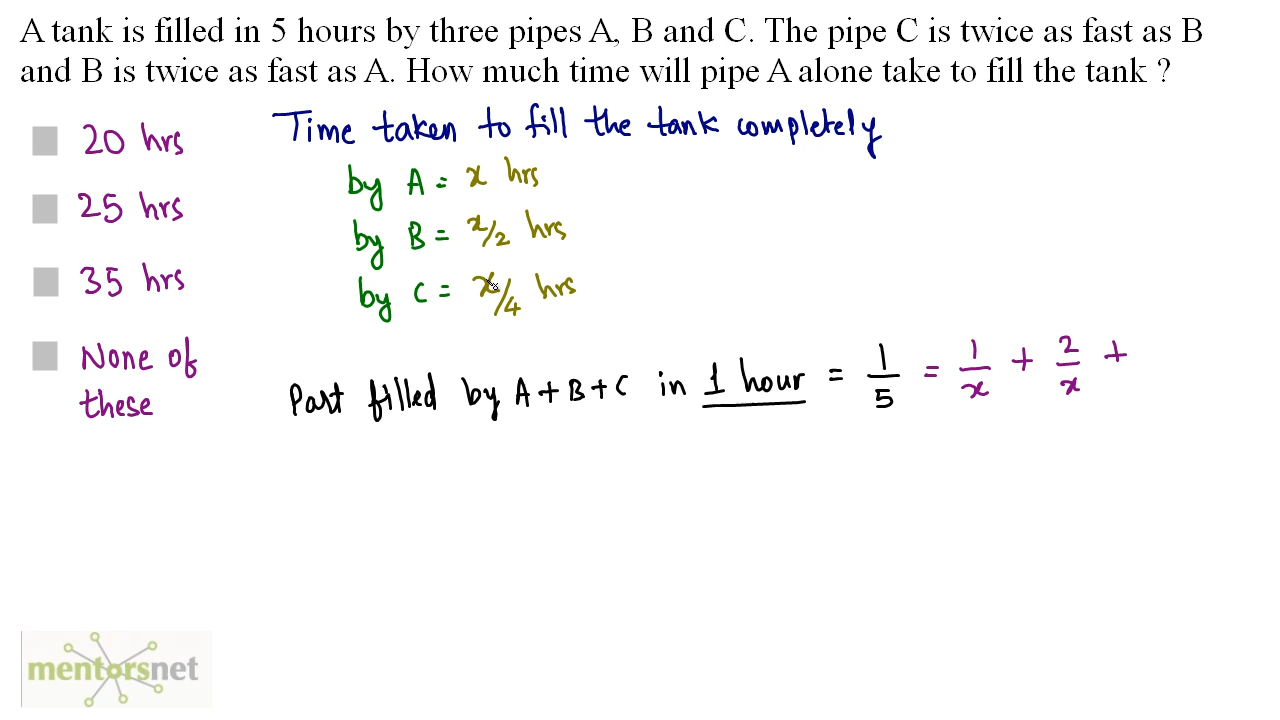 A tank is filled in 5 hours by three pipes A, B and C. The pipe C is twice as fast as B
and B is twice as fast as A. How much time will pipe A alone take to fill the tank ?
20 hrs
25 hrs
35 hrs
None of
these
Time taken to fill the tank completely
by A = x hrs
by B = x/2 hrs
by C = x/4 hrs
Part filled by A + B + C in 1 hour = 1/5 = 1/x + 2/x +
mentorsnet